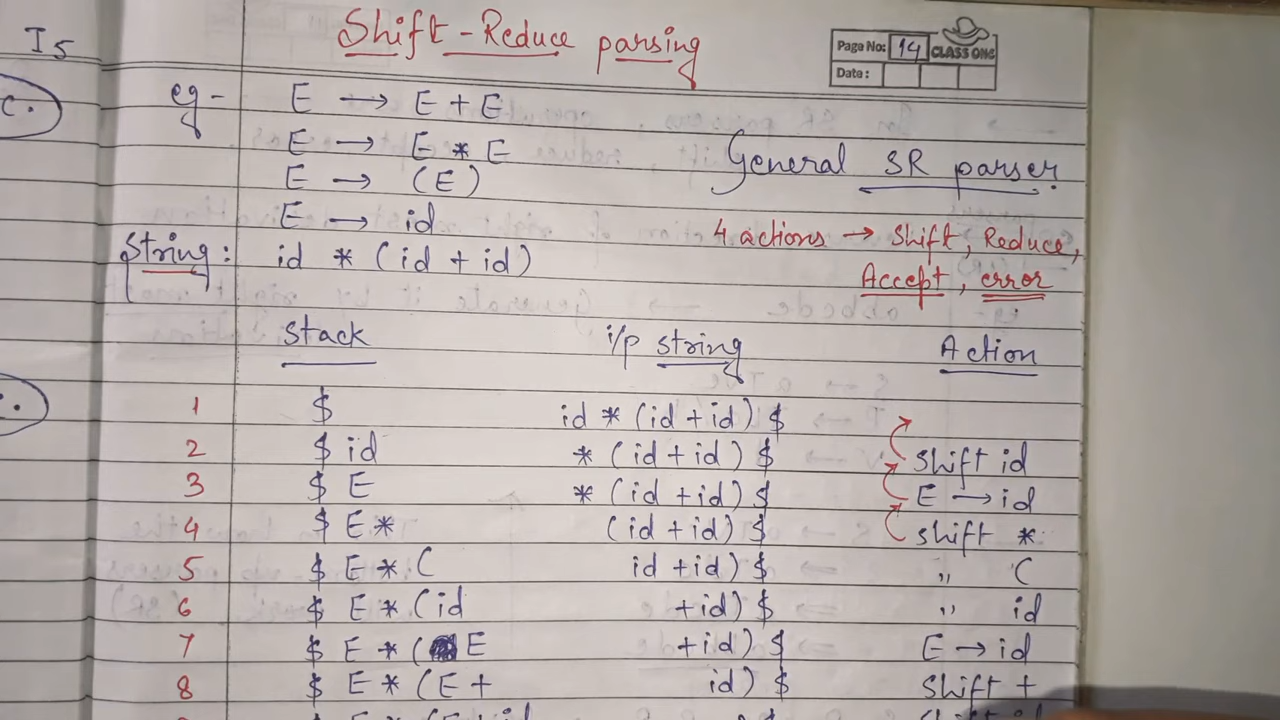 Shift-Reduce parsing
Page No: 14 CLASS ONE
Date:
I5
C.
eg- E → E + E
E → E * E
E → (E)
E → id
General SR parser.
4 actions → Shift, Reduce,
Accept, error
String: id * (id + id)
Stack i/p string Action
1 $ id * (id + id) $
2 $ id * (id + id) $ Shift id
3 $ E * (id + id) $ E → id
4 $ E * (id + id) $ shift *
5 $ E * ( id + id) $ " (
6 $ E * (id + id) $ " id
7 $ E * ( E + id) $ E → id
8 $ E * (E + id) $ Shift +